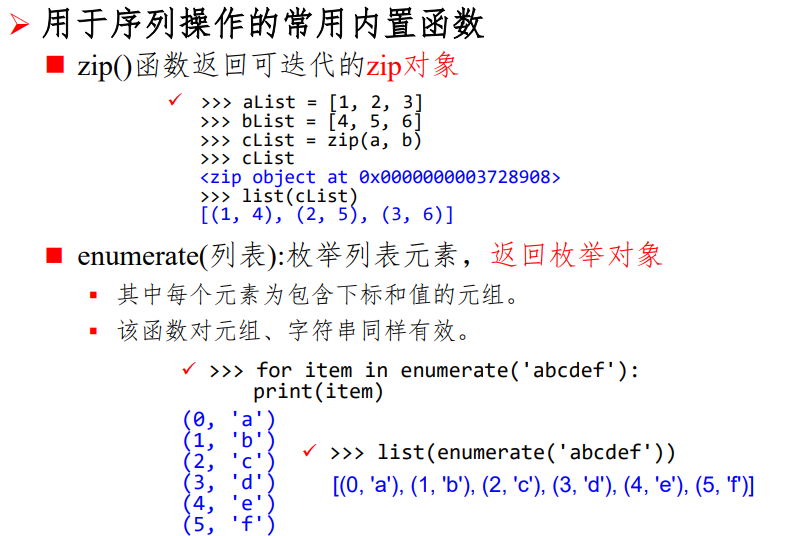 用于序列操作的常用内置函数
zip()函数返回可迭代的zip对象
>>> aList = [1, 2, 3]
>>> bList = [4, 5, 6]
>>> cList = zip(a, b)
>>> cList
<zip object at 0x0000000003728908>
>>> list(cList)
[(1, 4), (2, 5), (3, 6)]
enumerate(列表):枚举列表元素，返回枚举对象
其中每个元素为包含下标和值的元组。
该函数对元组、字符串同样有效。
>>> for item in enumerate('abcdef'):
print(item)
(0, 'a')
(1, 'b')
(2, 'c')
(3, 'd')
(4, 'e')
(5, 'f')
>>> list(enumerate('abcdef'))
[(0, 'a'), (1, 'b'), (2, 'c'), (3, 'd'), (4, 'e'), (5, 'f')]